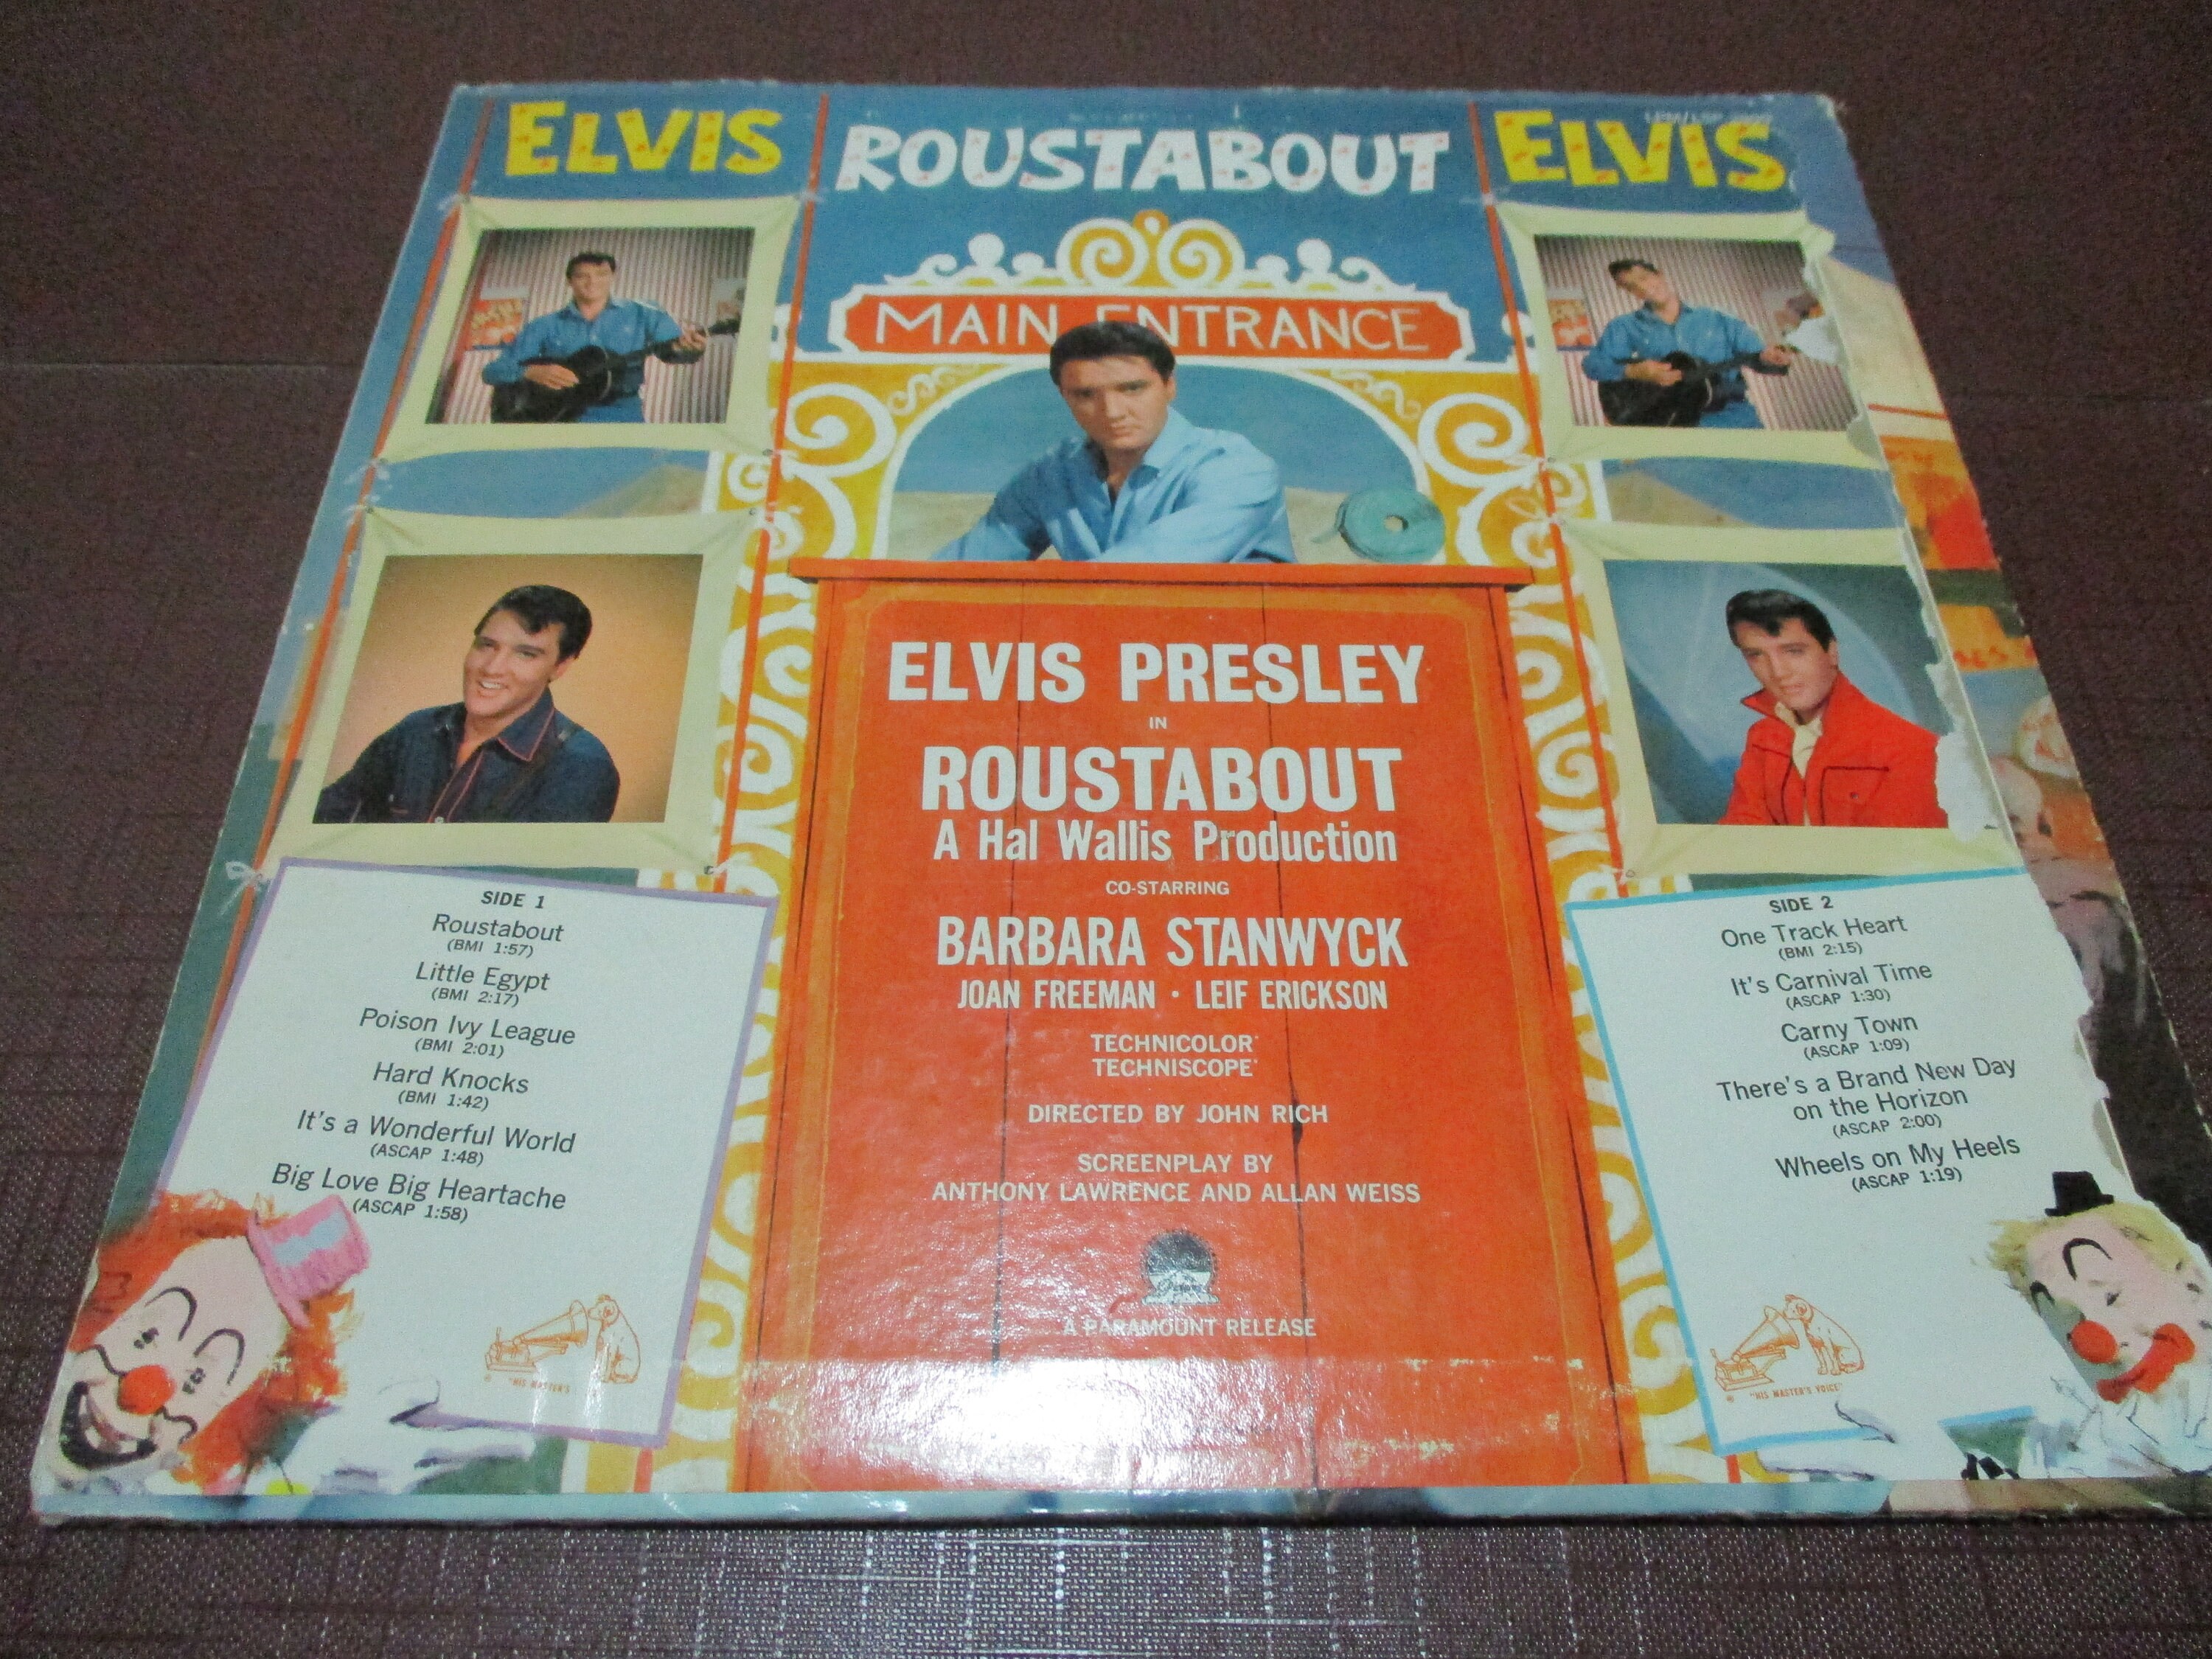 ELVIS
ROUSTABOUT
ELVIS
MAIN ENTRANCE
ELVIS PRESLEY
IN
ROUSTABOUT
A Hal Wallis Production
CO-STARRING
BARBARA STANWYCK
JOAN FREEMAN • LEIF ERICKSON
TECHNICOLOR®
TECHNISCOPE®
DIRECTED BY JOHN RICH
SCREENPLAY BY
ANTHONY LAWRENCE AND ALLAN WEISS
A PARAMOUNT RELEASE
SIDE 1
Roustabout
(BMI 1:57)
Little Egypt
(BMI 2:17)
Poison Ivy League
(BMI 2:01)
Hard Knocks
(BMI 1:42)
It's a Wonderful World
(ASCAP 1:48)
Big Love Big Heartache
(ASCAP 1:58)
"HIS MASTER'S
SIDE 2
One Track Heart
(BMI 2:15)
It's Carnival Time
(ASCAP 1:30)
Carny Town
(ASCAP 1:09)
There's a Brand New Day
on the Horizon
(ASCAP 2:00)
Wheels on My Heels
(ASCAP 1:19)
"HIS MASTER'S VOICE"